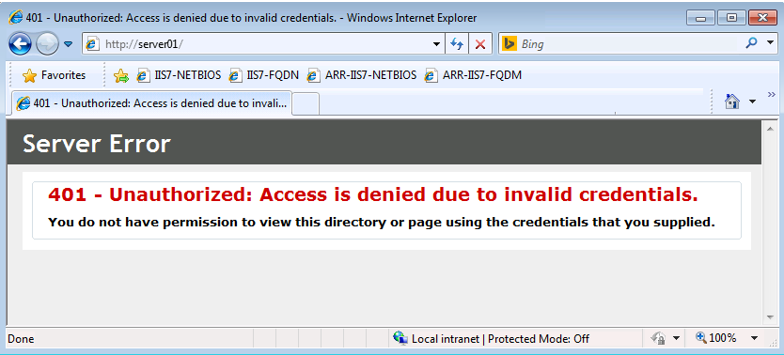 401 - Unauthorized: Access is denied due to invalid credentials. - Windows Internet Explorer
http://server01/
Bing
Favorites IIS7-NETBIOS IIS7-FQDN ARR-IIS7-NETBIOS ARR-IIS7-FQDM
401 - Unauthorized: Access is denied due to invali...
Server Error
401 - Unauthorized: Access is denied due to invalid credentials.
You do not have permission to view this directory or page using the credentials that you supplied.
Done Local intranet | Protected Mode: Off 100%